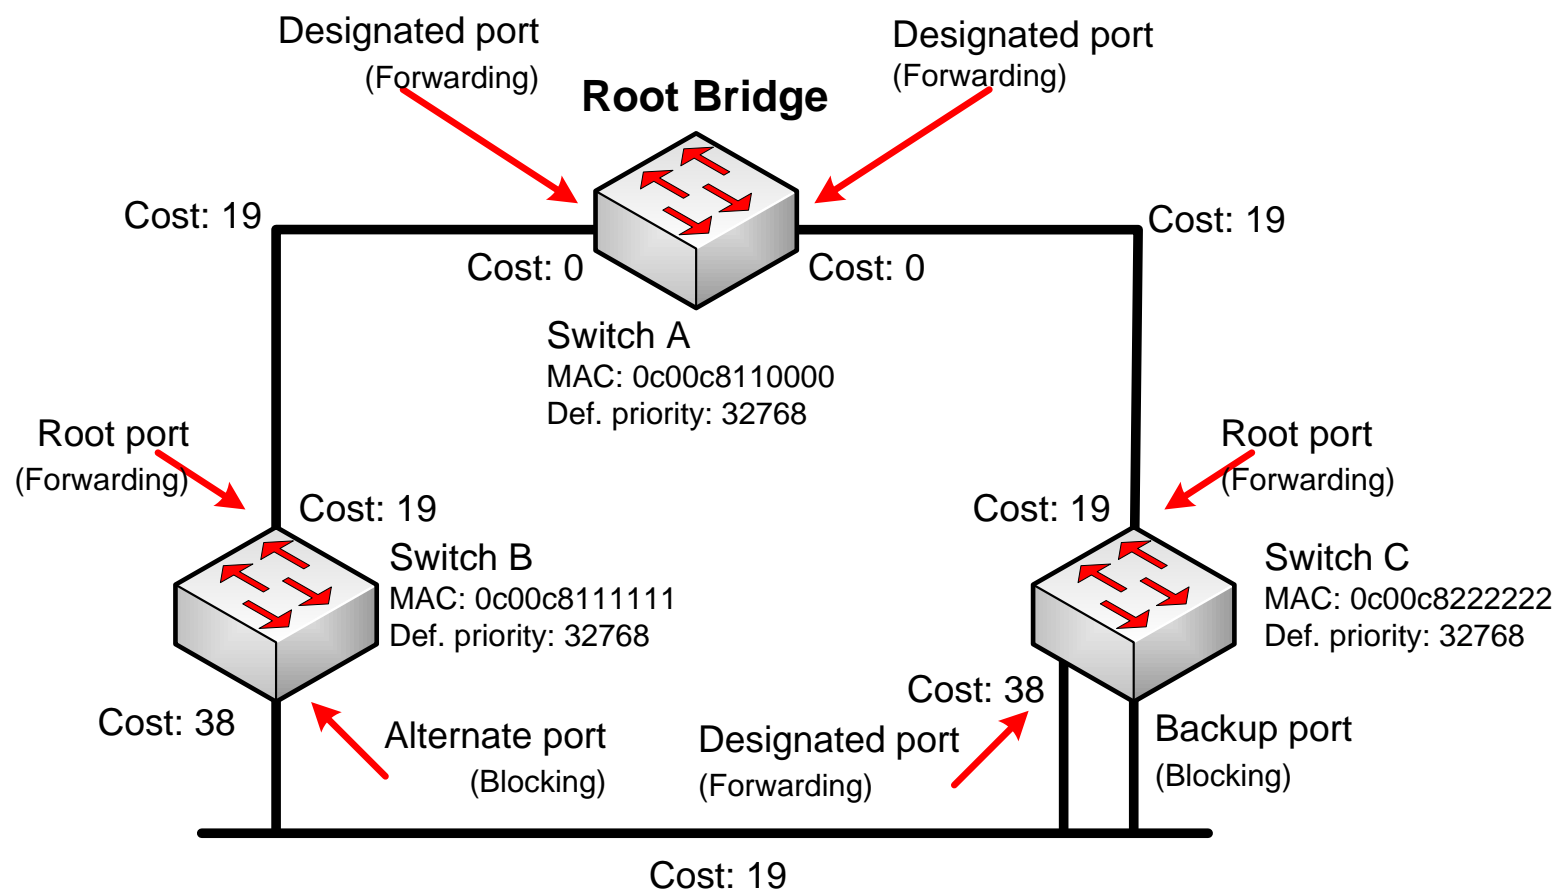 Designated port
(Forwarding)
Designated port
(Forwarding)
Root Bridge
Cost: 19
Cost: 19
Cost: 0
Cost: 0
Switch A
MAC: 0c00c8110000
Def. priority: 32768
Root port
(Forwarding)
Root port
(Forwarding)
Cost: 19
Cost: 19
Switch B
MAC: 0c00c8111111
Def. priority: 32768
Switch C
MAC: 0c00c8222222
Def. priority: 32768
Cost: 38
Cost: 38
Alternate port
(Blocking)
Designated port
(Forwarding)
Backup port
(Blocking)
Cost: 19